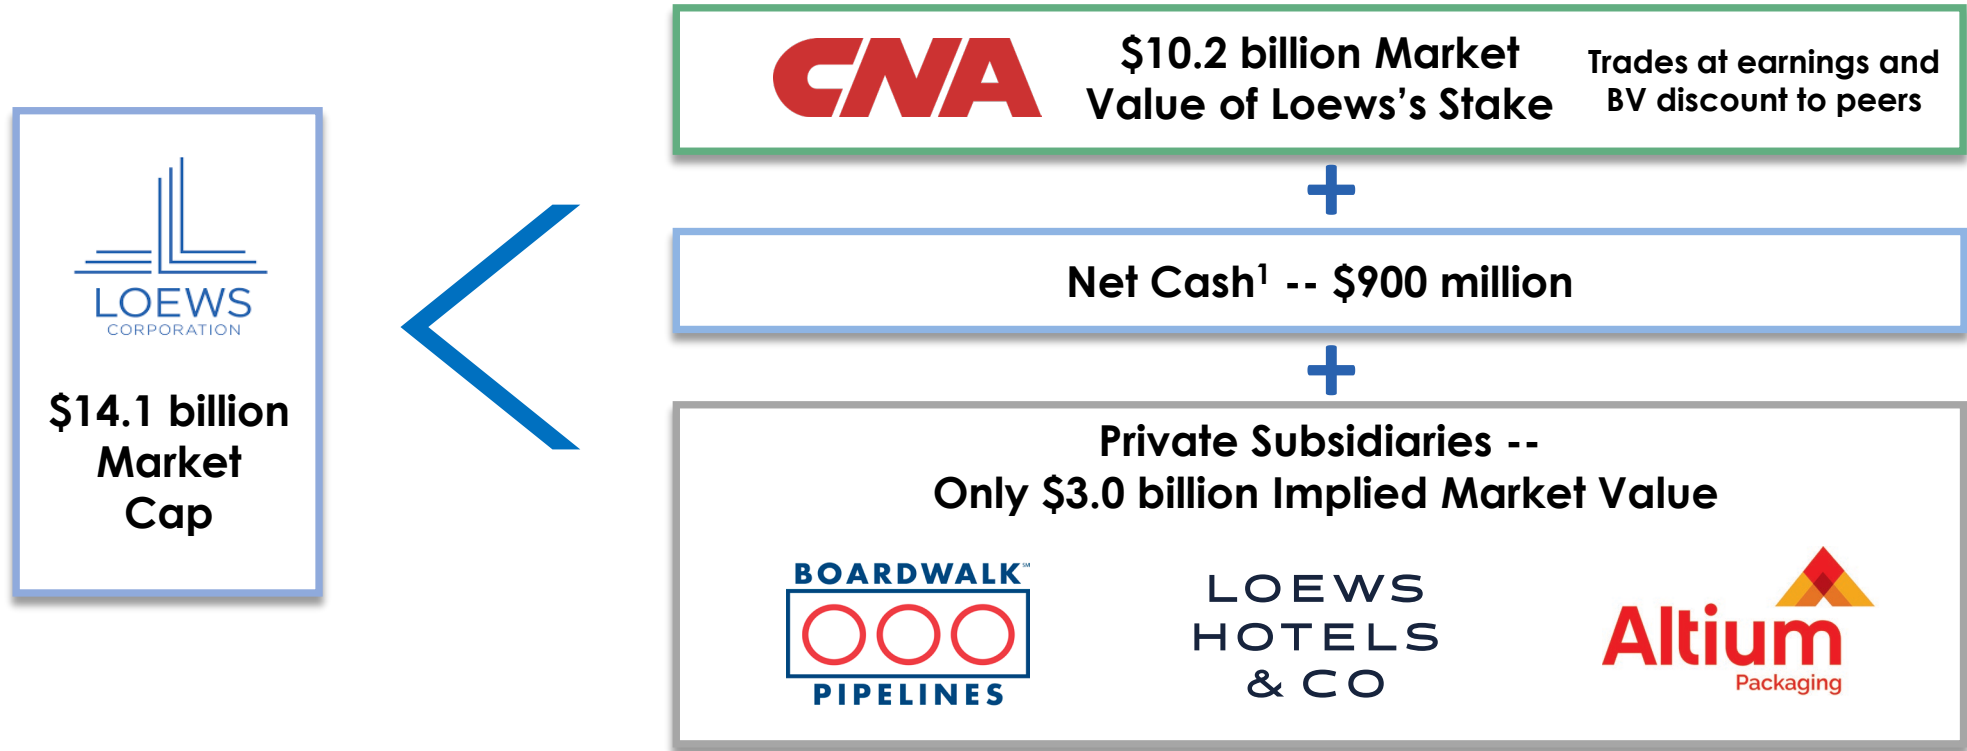 LOEWS
CORPORATION
$14.1 billion
Market
Cap
CNA
$10.2 billion Market
Value of Loews's Stake
Trades at earnings and
BV discount to peers
+
Net Cash¹ -- $900 million
+
Private Subsidiaries --
Only $3.0 billion Implied Market Value
BOARDWALK℠
PIPELINES
LOEWS
HOTELS
& CO
Altium
Packaging